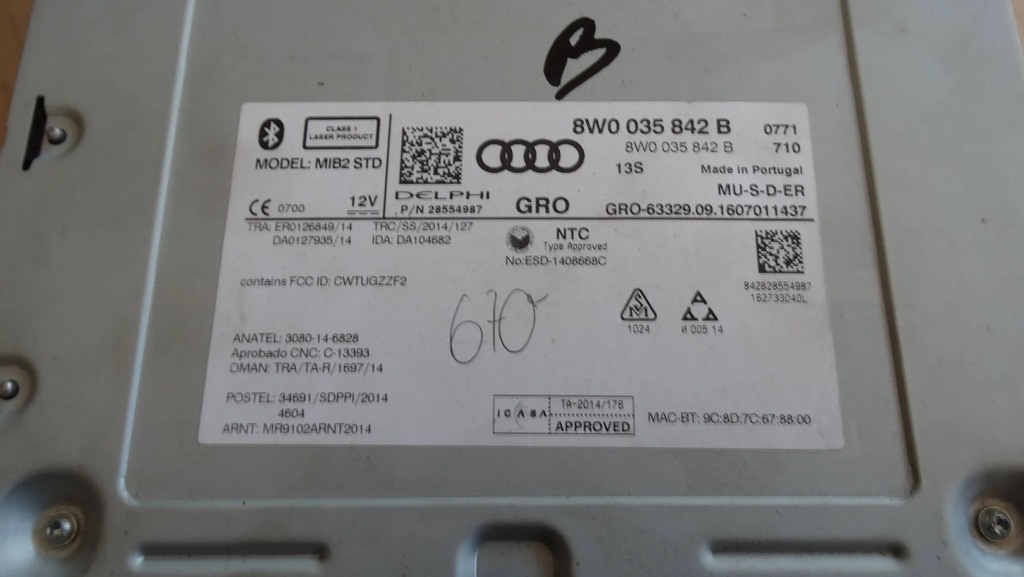 B
CLASS 1
LASER PRODUCT
MODEL: MIB2 STD
CE 0700 12V
DELPHI
P/N 28554987
8W0 035 842 B 0771
8W0 035 842 B 710
13S Made in Portugal
MU-S-D-ER
GRO GRO-63329.09.1607011437
TRA: ER0126849/14 TRC/SS/2014/127
DA0127935/14 IDA: DA104682
NTC
Type Approved
No:ESD-1408668C
contains FCC ID: CWTUGZZF2
842B28554987
162733040L
670
1024
И 005 14
ANATEL: 3080-14-6828
Aprobado CNC: C-13393
OMAN: TRA/TA-R/1697/14
POSTEL: 34691/SDPPI/2014
4604
ARNT: MR9102ARNT2014
ICASA TA-2014/178
APPROVED
MAC-BT: 9C:8D:7C:67:88:00